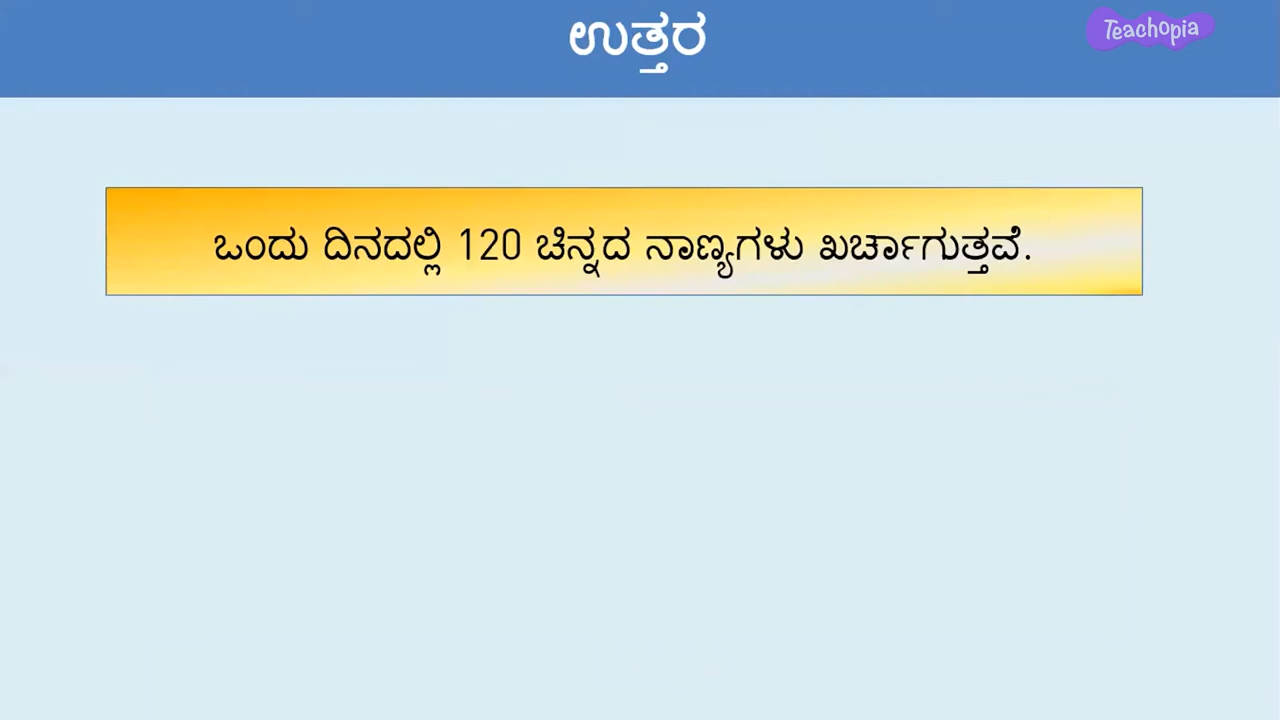 ಉತ್ತರ
Teachopia
ಒಂದು ದಿನದಲ್ಲಿ 120 ಚಿನ್ನದ ನಾಣ್ಯಗಳು ಖರ್ಚಾಗುತ್ತವೆ.